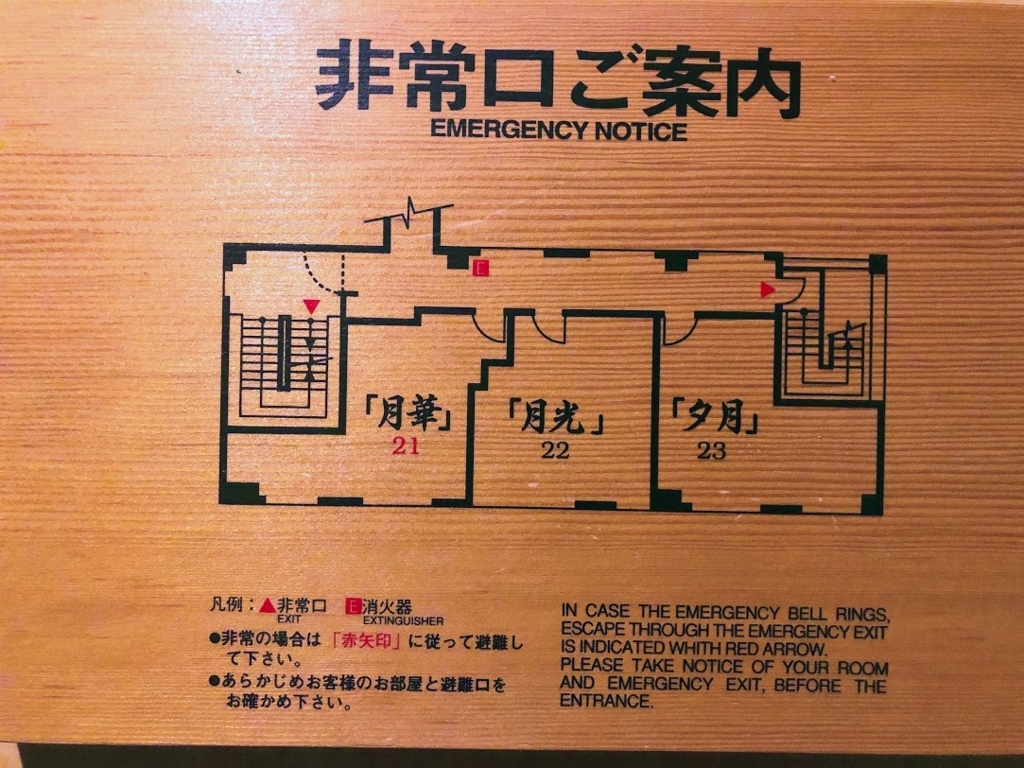 非常口ご案内
EMERGENCY NOTICE
E
「月華」
21
「月光」
22
「夕月」
23
凡例：▲非常口 E消火器
EXIT EXTINGUISHER
●非常の場合は「赤矢印」に従って避難し
て下さい。
●あらかじめお客様のお部屋と避難口を
お確かめ下さい。
IN CASE THE EMERGENCY BELL RINGS,
ESCAPE THROUGH THE EMERGENCY EXIT
IS INDICATED WHITH RED ARROW.
PLEASE TAKE NOTICE OF YOUR ROOM
AND EMERGENCY EXIT, BEFORE THE
ENTRANCE.